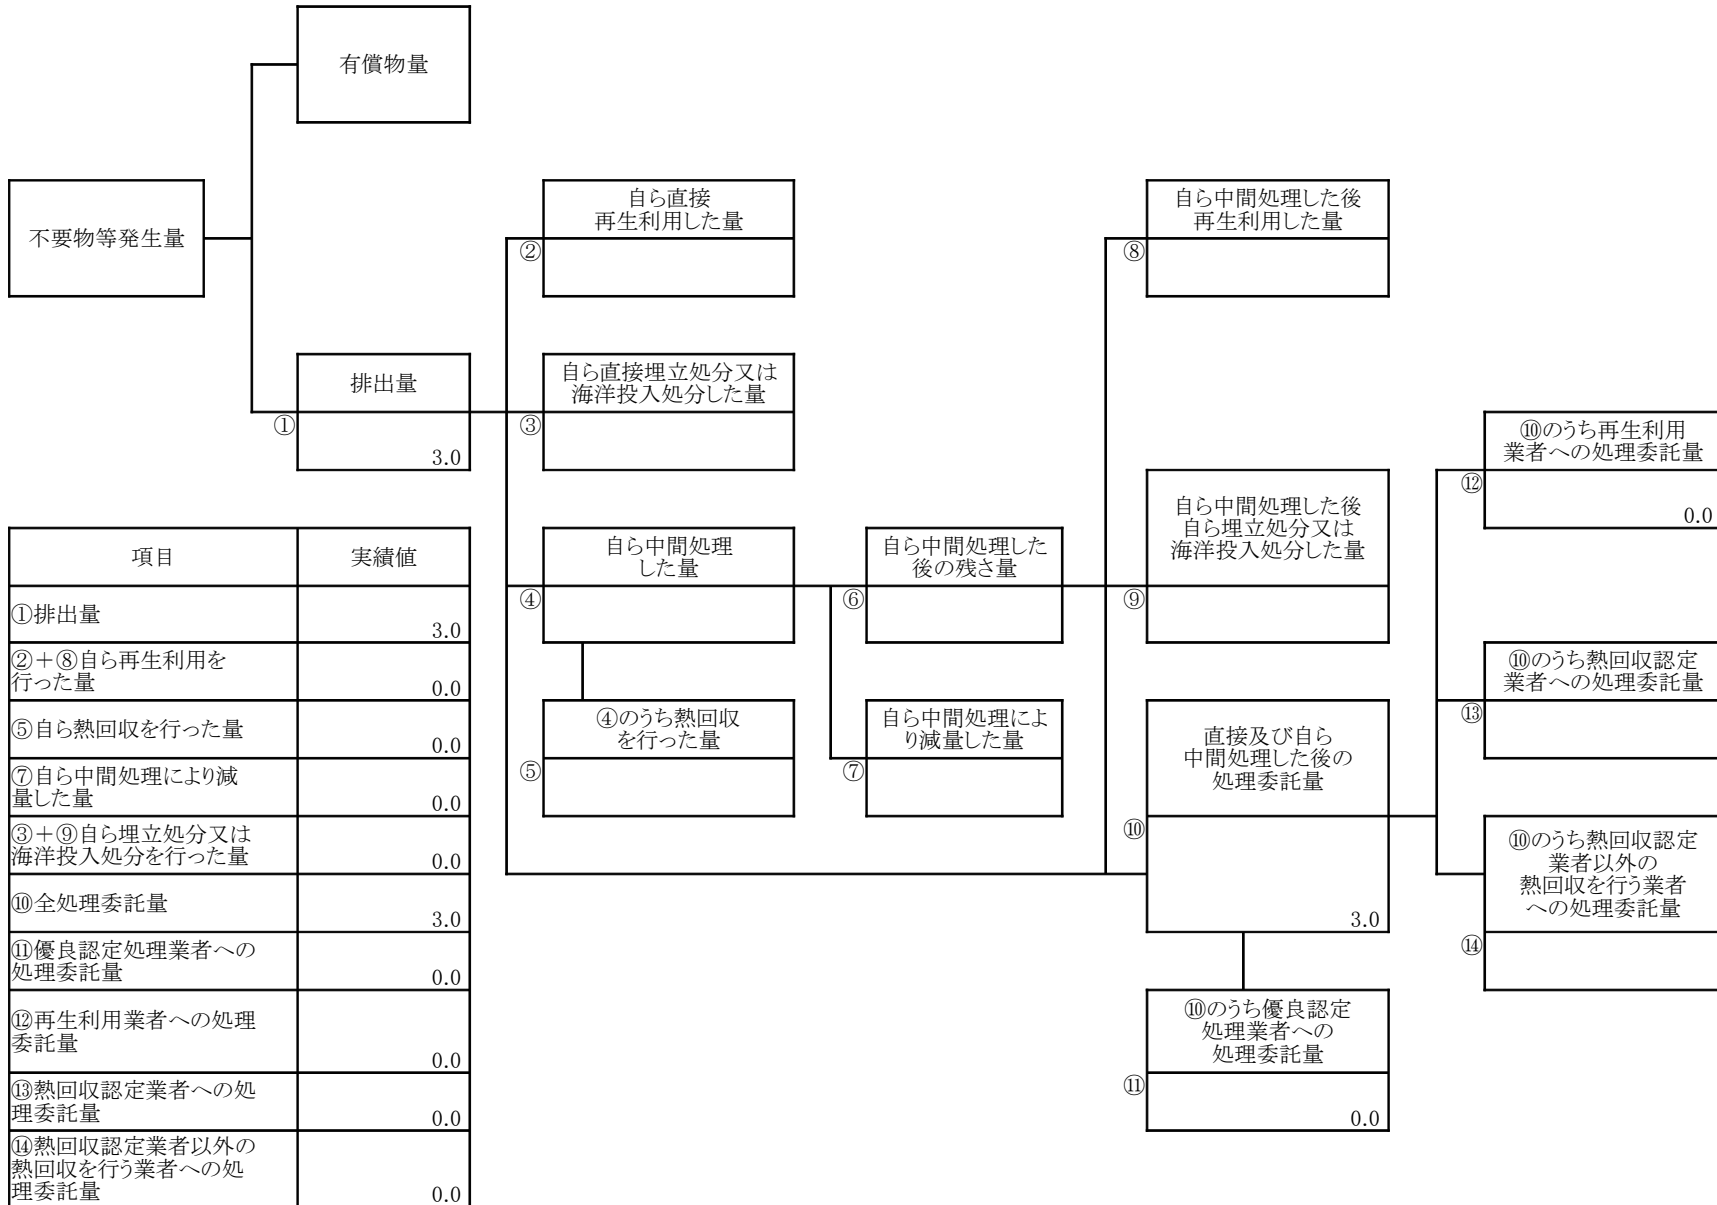 有償物量
不要物等発生量
自ら直接
再生利用した量
②
自ら中間処理した後
再生利用した量
⑧
排出量
①
3.0
自ら直接埋立処分又は
海洋投入処分した量
③
⑩のうち再生利用
業者への処理委託量
⑫
0.0
自ら中間処理
した量
④
自ら中間処理した
後の残さ量
⑥
自ら中間処理した後
自ら埋立処分又は
海洋投入処分した量
⑨
⑩のうち熱回収認定
業者への処理委託量
⑬
④のうち熱回収
を行った量
⑤
自ら中間処理によ
り減量した量
⑦
直接及び自ら
中間処理した後の
処理委託量
⑩
3.0
⑩のうち熱回収認定
業者以外の
熱回収を行う業者
への処理委託量
⑭
⑩のうち優良認定
処理業者への
処理委託量
⑪
0.0
項目 実績値
①排出量 3.0
②+⑧自ら再生利用を
行った量 0.0
⑤自ら熱回収を行った量 0.0
⑦自ら中間処理により減
量した量 0.0
③+⑨自ら埋立処分又は
海洋投入処分を行った量 0.0
⑩全処理委託量 3.0
⑪優良認定処理業者への
処理委託量 0.0
⑫再生利用業者への処理
委託量 0.0
⑬熱回収認定業者への処
理委託量 0.0
⑭熱回収認定業者以外の
熱回収を行う業者への処
理委託量 0.0